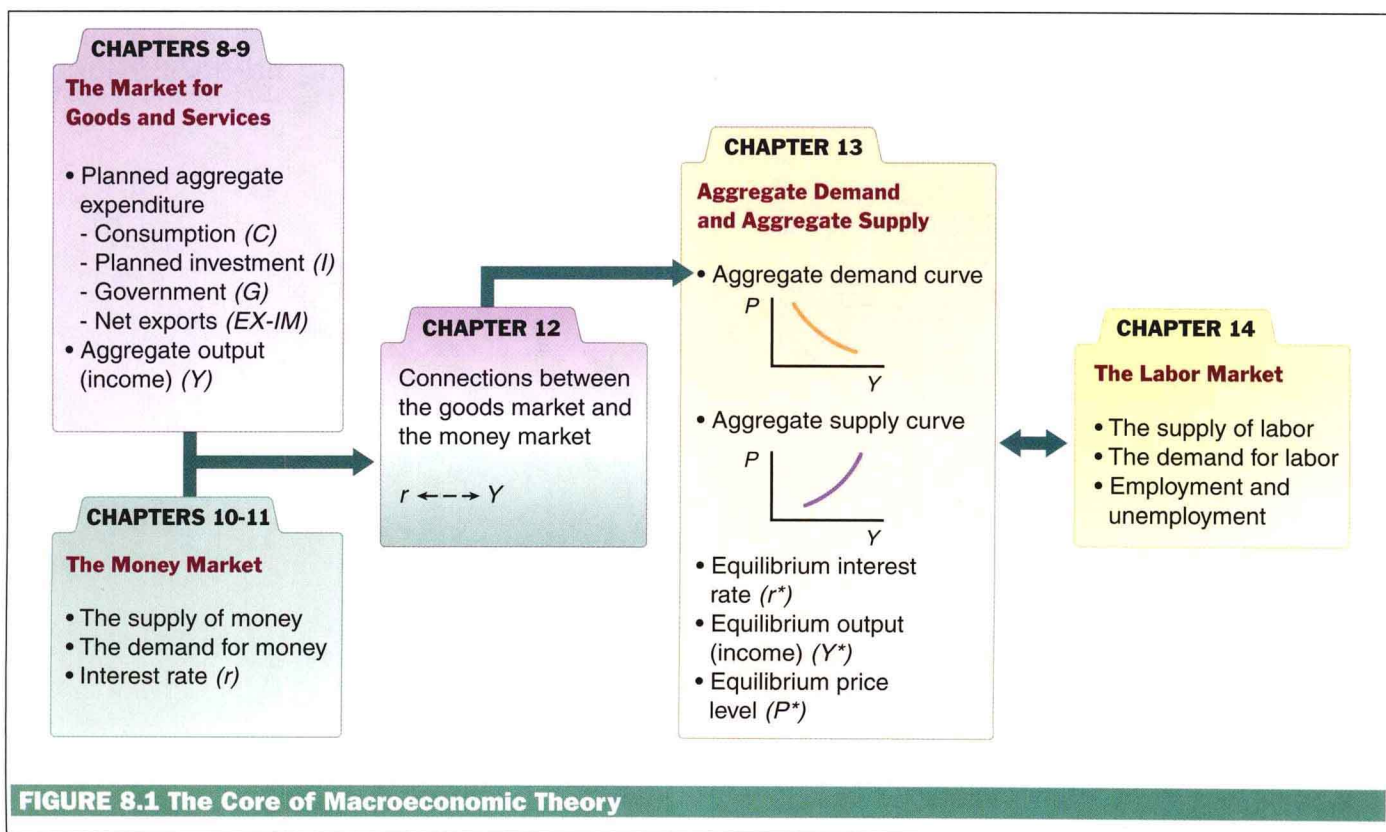 CHAPTERS 8-9
The Market for
Goods and Services
• Planned aggregate
expenditure
- Consumption (C)
- Planned investment (I)
- Government (G)
- Net exports (EX-IM)
• Aggregate output
(income) (Y)
CHAPTERS 10-11
The Money Market
• The supply of money
• The demand for money
• Interest rate (r)
CHAPTER 12
Connections between
the goods market and
the money market
r ←--→ Y
CHAPTER 13
Aggregate Demand
and Aggregate Supply
• Aggregate demand curve
P
Y
• Aggregate supply curve
P
Y
• Equilibrium interest
rate (r*)
• Equilibrium output
(income) (Y*)
• Equilibrium price
level (P*)
CHAPTER 14
The Labor Market
• The supply of labor
• The demand for labor
• Employment and
unemployment
FIGURE 8.1 The Core of Macroeconomic Theory